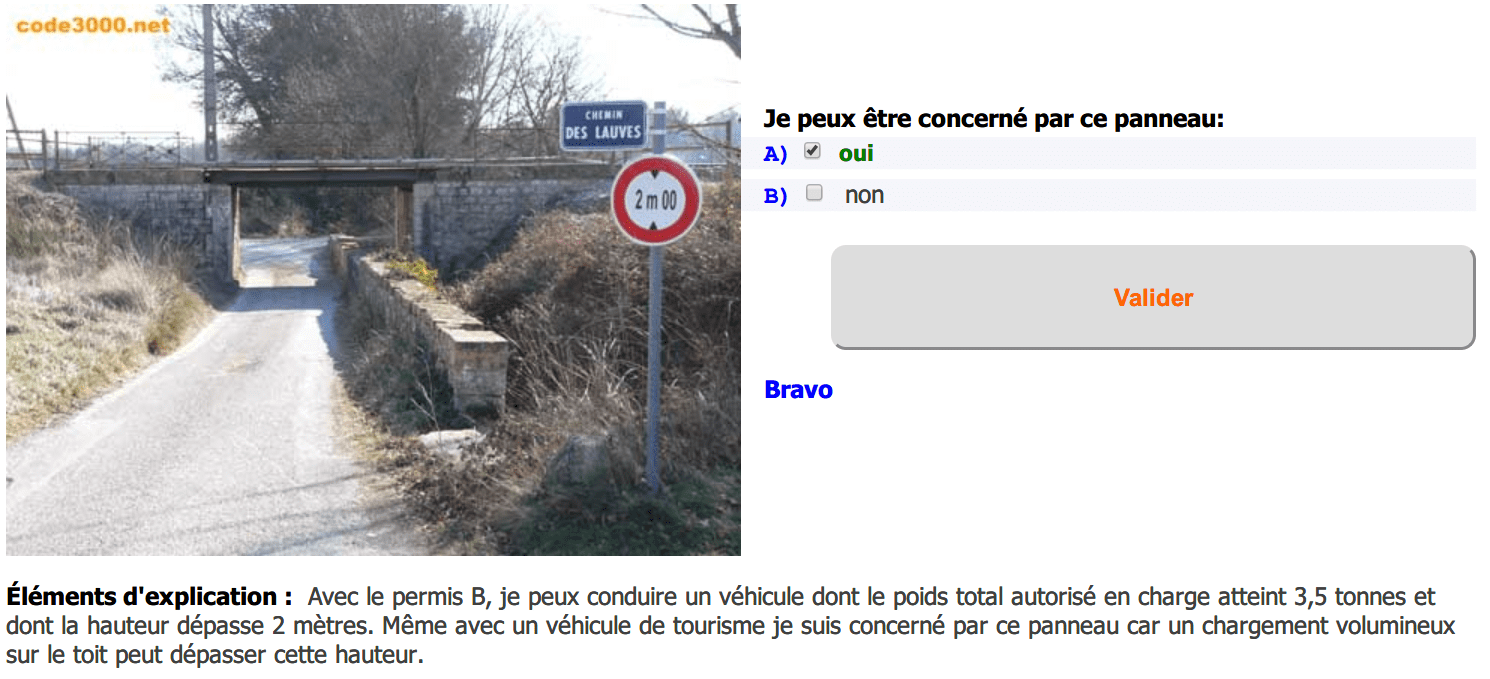 code3000.net
CHEMIN
DES LAUVES
2 m 00
Je peux être concerné par ce panneau:
A) oui
B) non
Valider
Bravo
Éléments d'explication : Avec le permis B, je peux conduire un véhicule dont le poids total autorisé en charge atteint 3,5 tonnes et
dont la hauteur dépasse 2 mètres. Même avec un véhicule de tourisme je suis concerné par ce panneau car un chargement volumineux
sur le toit peut dépasser cette hauteur.